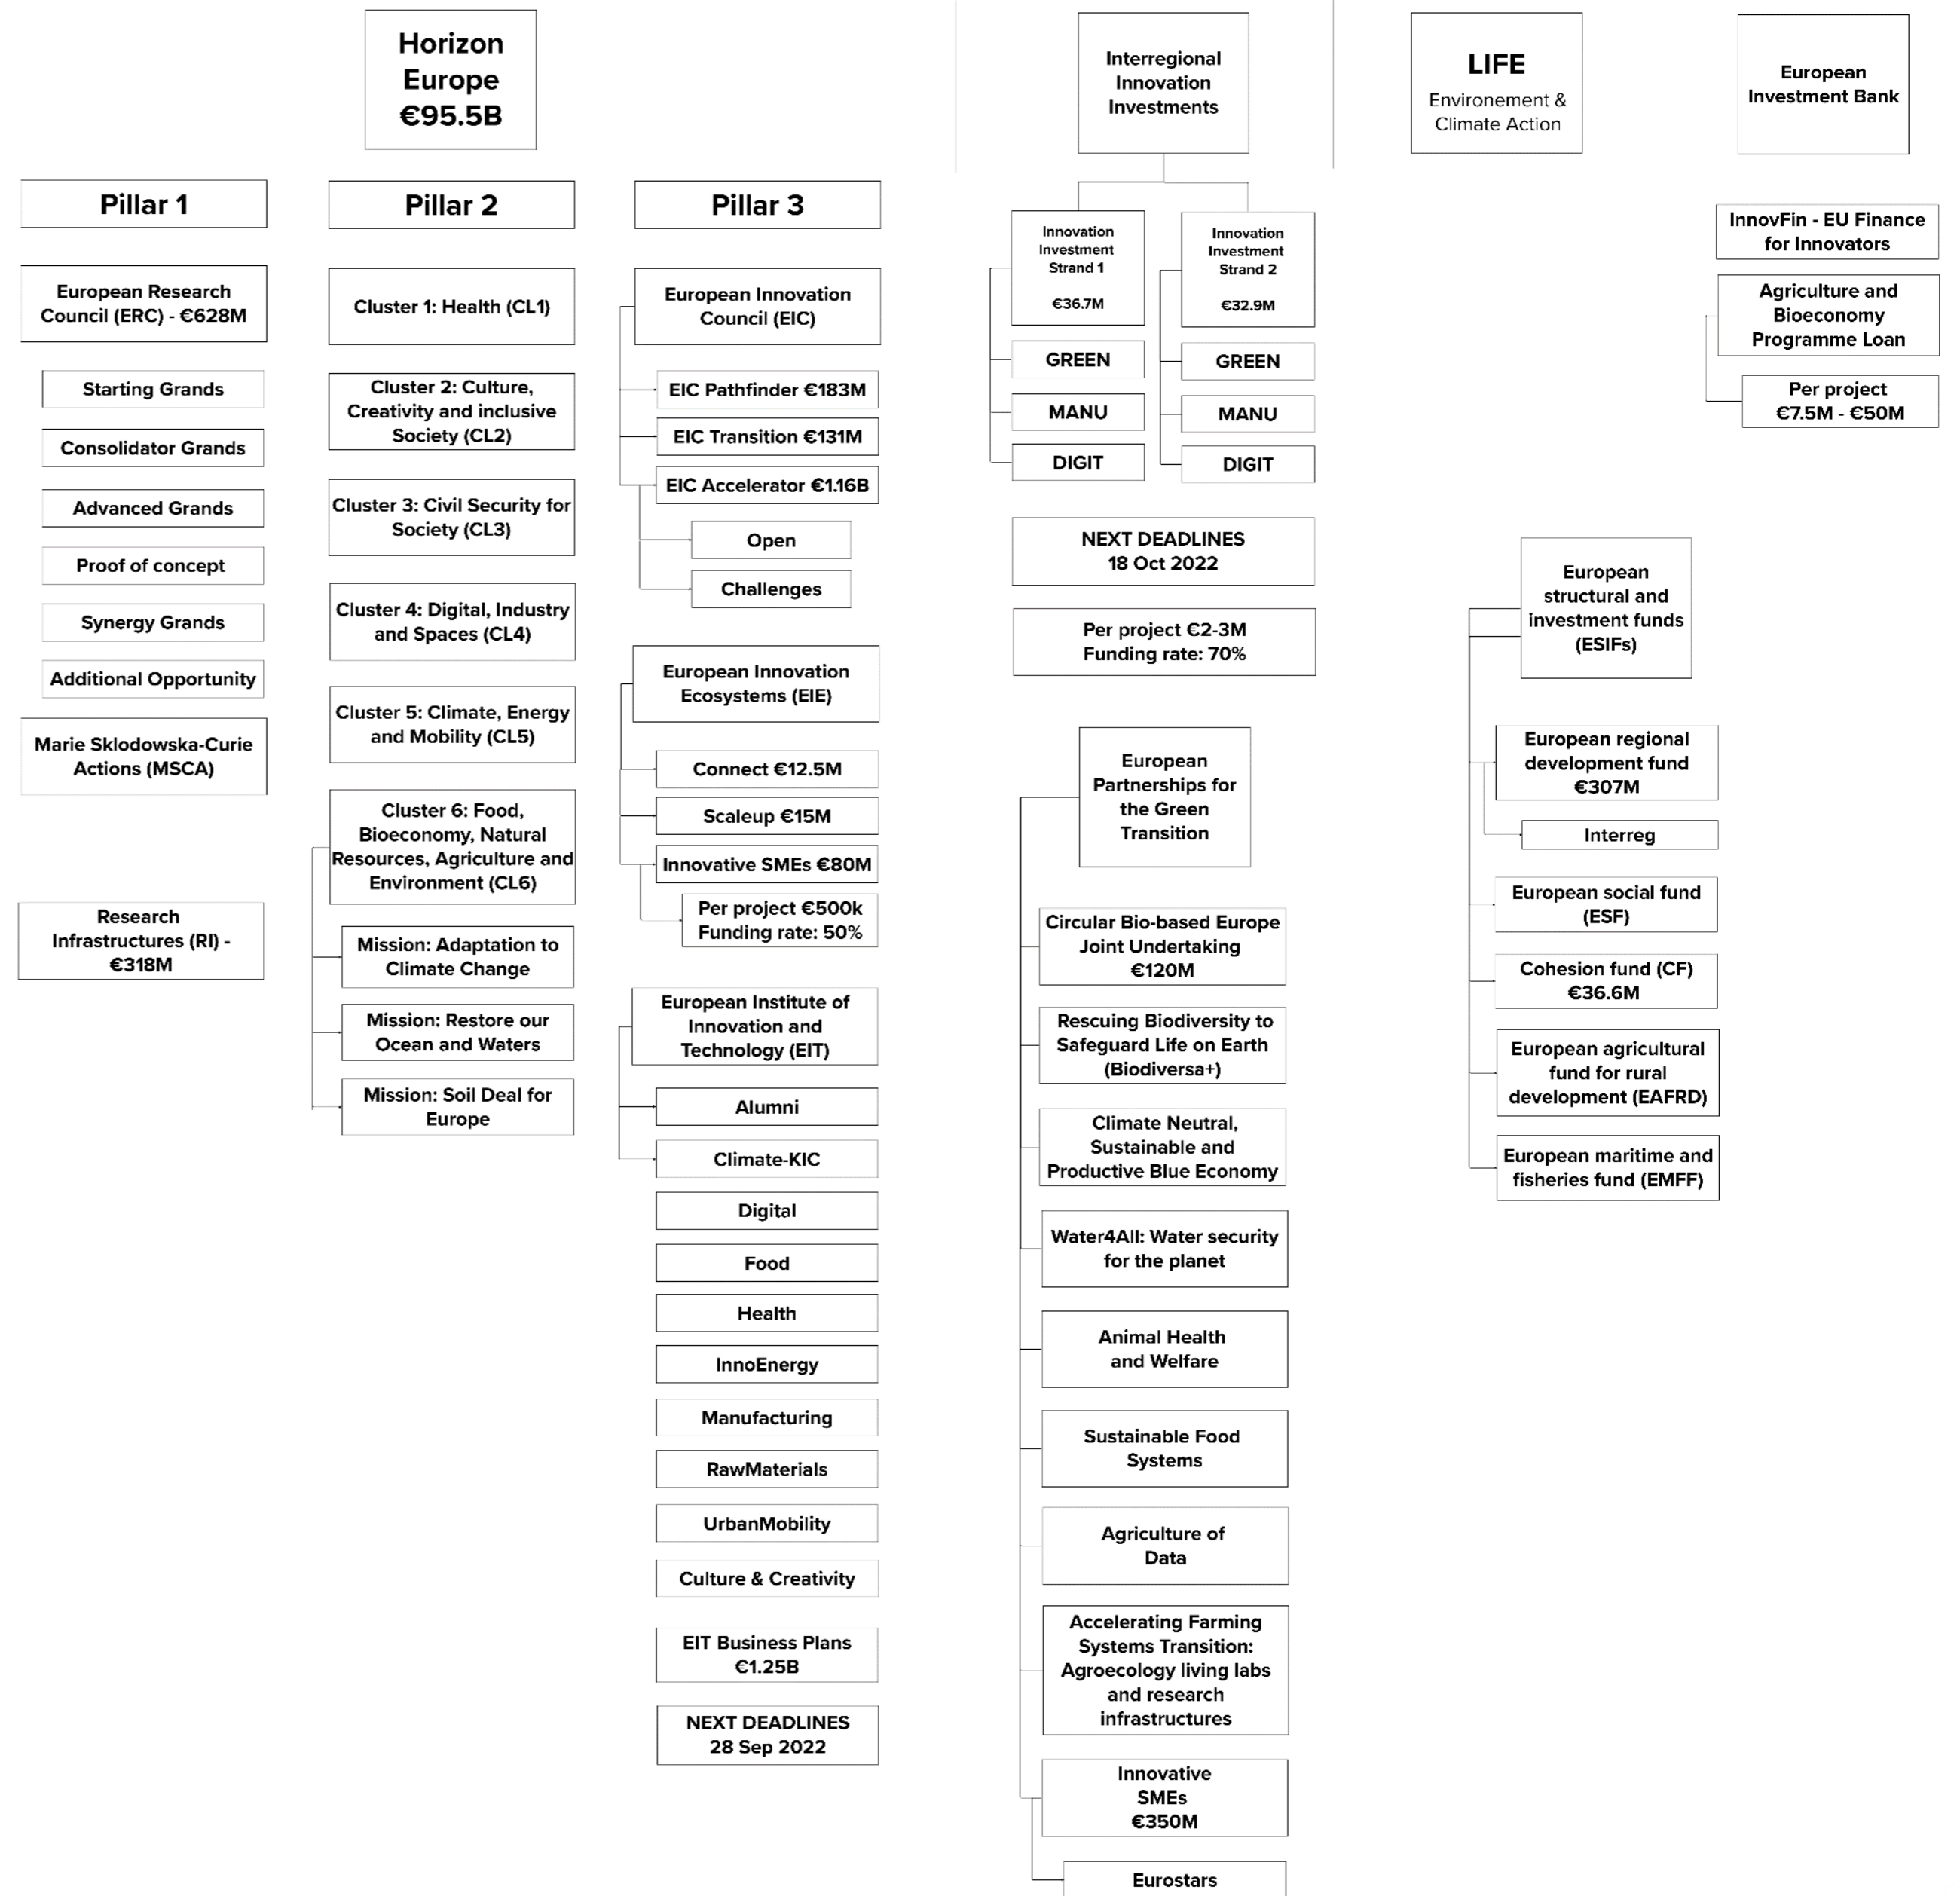 Horizon
Europe
€95.5B
Pillar 1
European Research
Council (ERC) - €628M
Starting Grands
Consolidator Grands
Advanced Grands
Proof of concept
Synergy Grands
Additional Opportunity
Marie Sklodowska-Curie
Actions (MSCA)
Research
Infrastructures (RI) -
€318M
Pillar 2
Cluster 1: Health (CL1)
Cluster 2: Culture,
Creativity and inclusive
Society (CL2)
Cluster 3: Civil Security for
Society (CL3)
Cluster 4: Digital, Industry
and Spaces (CL4)
Cluster 5: Climate, Energy
and Mobility (CL5)
Cluster 6: Food,
Bioeconomy, Natural
Resources, Agriculture and
Environment (CL6)
Mission: Adaptation to
Climate Change
Mission: Restore our
Ocean and Waters
Mission: Soil Deal for
Europe
Pillar 3
European Innovation
Council (EIC)
EIC Pathfinder €183M
EIC Transition €131M
EIC Accelerator €1.16B
Open
Challenges
European Innovation
Ecosystems (EIE)
Connect €12.5M
Scaleup €15M
Innovative SMEs €80M
Per project €500k
Funding rate: 50%
European Institute of
Innovation and
Technology (EIT)
Alumni
Climate-KIC
Digital
Food
Health
InnoEnergy
Manufacturing
RawMaterials
UrbanMobility
Culture & Creativity
EIT Business Plans
€1.25B
NEXT DEADLINES
28 Sep 2022
Interregional
Innovation
Investments
Innovation
Investment
Strand 1
€36.7M
GREEN
MANU
DIGIT
Innovation
Investment
Strand 2
€32.9M
GREEN
MANU
DIGIT
NEXT DEADLINES
18 Oct 2022
Per project €2-3M
Funding rate: 70%
European
Partnerships for
the Green
Transition
Circular Bio-based Europe
Joint Undertaking
€120M
Rescuing Biodiversity to
Safeguard Life on Earth
(Biodiversa+)
Climate Neutral,
Sustainable and
Productive Blue Economy
Water4All: Water security
for the planet
Animal Health
and Welfare
Sustainable Food
Systems
Agriculture of
Data
Accelerating Farming
Systems Transition:
Agroecology living labs
and research
infrastructures
Innovative
SMEs
€350M
Eurostars
LIFE
Environement &
Climate Action
European
structural and
investment funds
(ESIFs)
European regional
development fund
€307M
Interreg
European social fund
(ESF)
Cohesion fund (CF)
€36.6M
European agricultural
fund for rural
development (EAFRD)
European maritime and
fisheries fund (EMFF)
European
Investment Bank
InnovFin - EU Finance
for Innovators
Agriculture and
Bioeconomy
Programme Loan
Per project
€7.5M - €50M